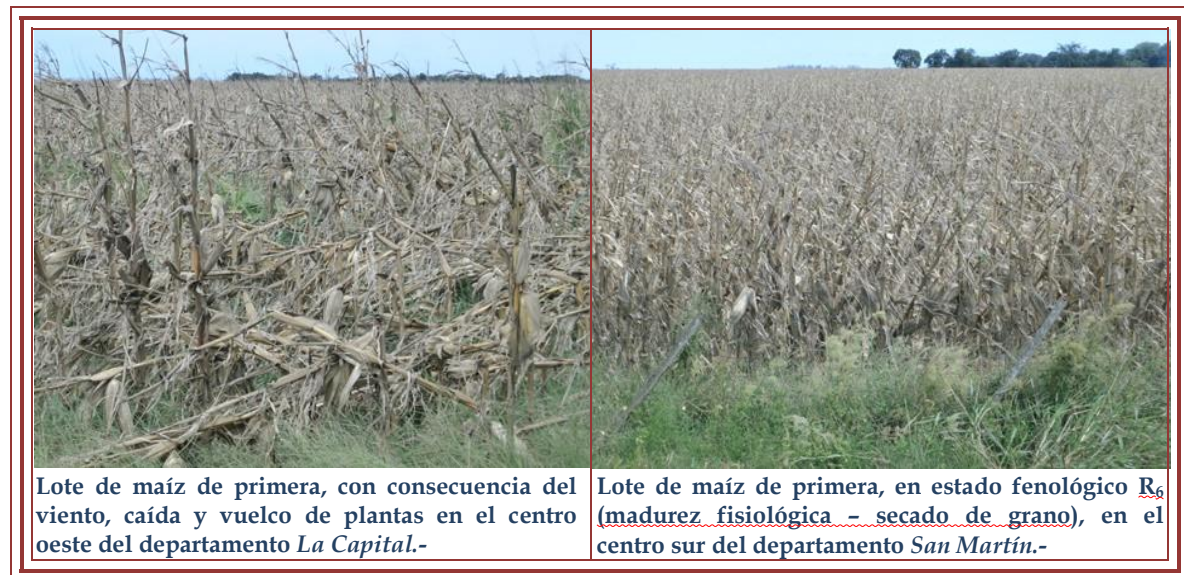 Lote de maíz de primera, con consecuencia del
viento, caída y vuelco de plantas en el centro
oeste del departamento La Capital.-
Lote de maíz de primera, en estado fenológico R₆
(madurez fisiológica – secado de grano), en el
centro sur del departamento San Martín.-